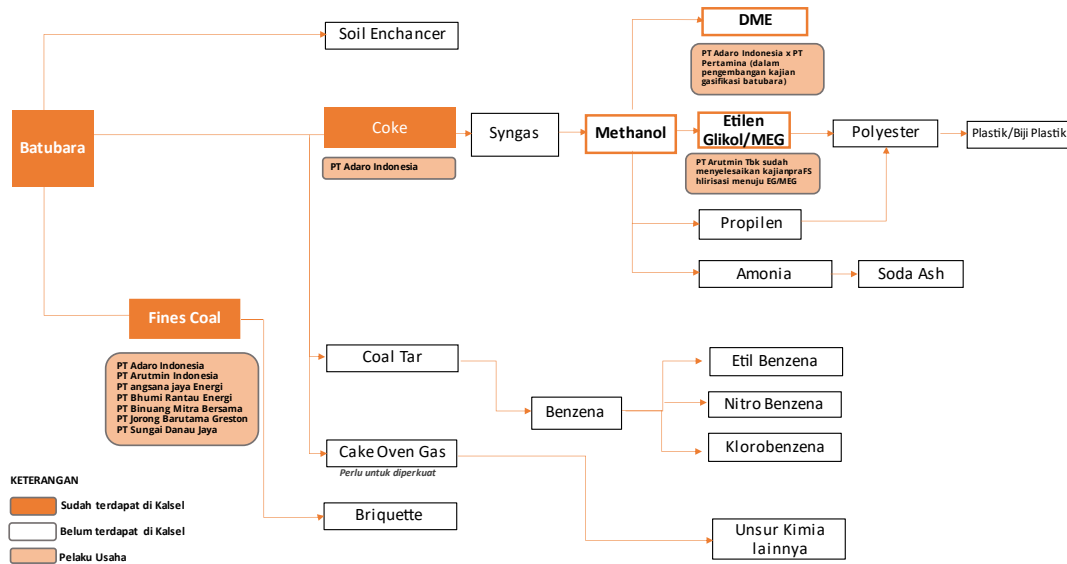 Soil Enchancer
DME
PT Adaro Indonesia x PT
Pertamina (dalam
pengembangan kajian
gasifikasi batubara)
Batubara
Coke
PT Adaro Indonesia
Syngas
Methanol
Etilen
Glikol/MEG
PT Arutmin Tbk sudah
menyelesaikan kajianpraFS
hlirisasi menuju EG/MEG
Polyester
Plastik/Biji Plastik
Propilen
Amonia
Soda Ash
Fines Coal
PT Adaro Indonesia
PT Arutmin Indonesia
PT angsana jaya Energi
PT Bhumi Rantau Energi
PT Binuang Mitra Bersama
PT Jorong Barutama Greston
PT Sungai Danau Jaya
Coal Tar
Benzena
Etil Benzena
Nitro Benzena
Klorobenzena
Cake Oven Gas
Perlu untuk diperkuat
Briquette
Unsur Kimia
lainnya
KETERANGAN
Sudah terdapat di Kalsel
Belum terdapat di Kalsel
Pelaku Usaha